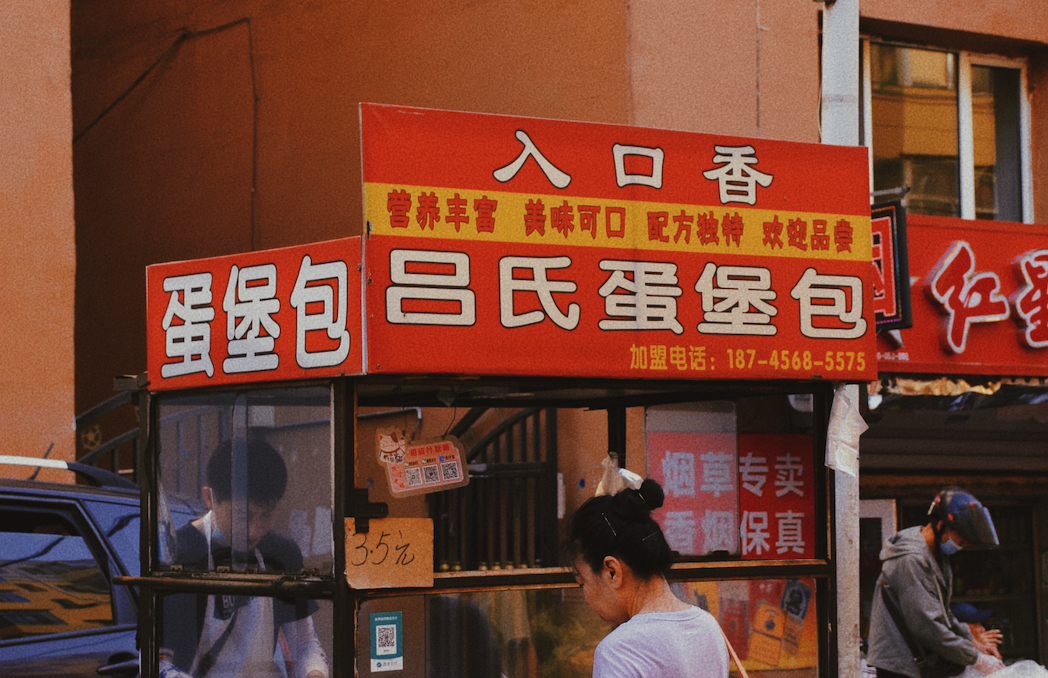 入口香
营养丰富 美味可口 配方独特 欢迎品尝
吕氏蛋堡包
加盟电话：187-4568-5575
蛋堡包
红
3.5元
烟草专卖
香烟保真